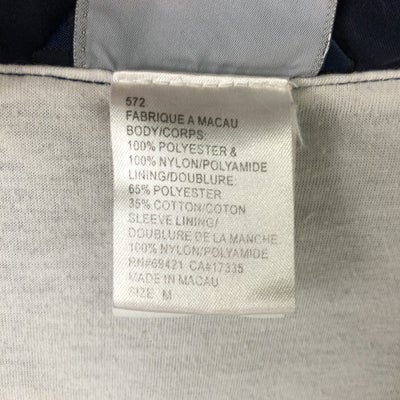 572
FABRIQUE A MACAU
BODY/CORPS:
100% POLYESTER &
100% NYLON/POLYAMIDE
LINING/DOUBLURE:
65% POLYESTER
35% COTTON/COTON
SLEEVE LINING/
DOUBLURE DE LA MANCHE
100% NYLON/POLYAMIDE
RN#69421 CA#17335
MADE IN MACAU
SIZE: M